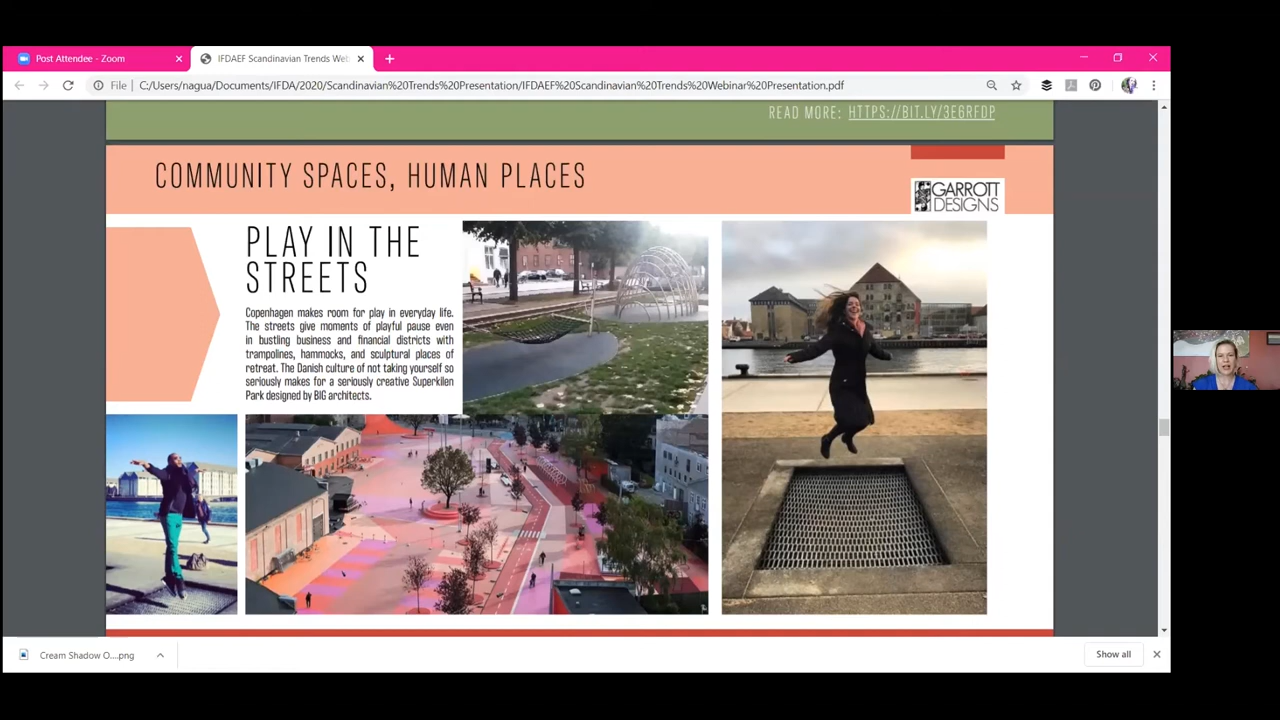 Post Attendee - Zoom
IFDAEF Scandinavian Trends Web
File
C:/Users/nagua/Documents/IFDA/2020/Scandinavian%20Trends%20Presentation/IFDAEF%20Scandinavian%20Trends%20Webinar%20Presentation.pdf
READ MORE: HTTPS://BIT.LY/3E6RFDP
COMMUNITY SPACES, HUMAN PLACES
GARROTT
DESIGNS
PLAY IN THE
STREETS
Copenhagen makes room for play in everyday life.
The streets give moments of playful pause even
in bustling business and financial districts with
trampolines, hammocks, and sculptural places of
retreat. The Danish culture of not taking yourself so
seriously makes for a seriously creative Superkilen
Park designed by BIG architects.
Cream Shadow O....png
Show all